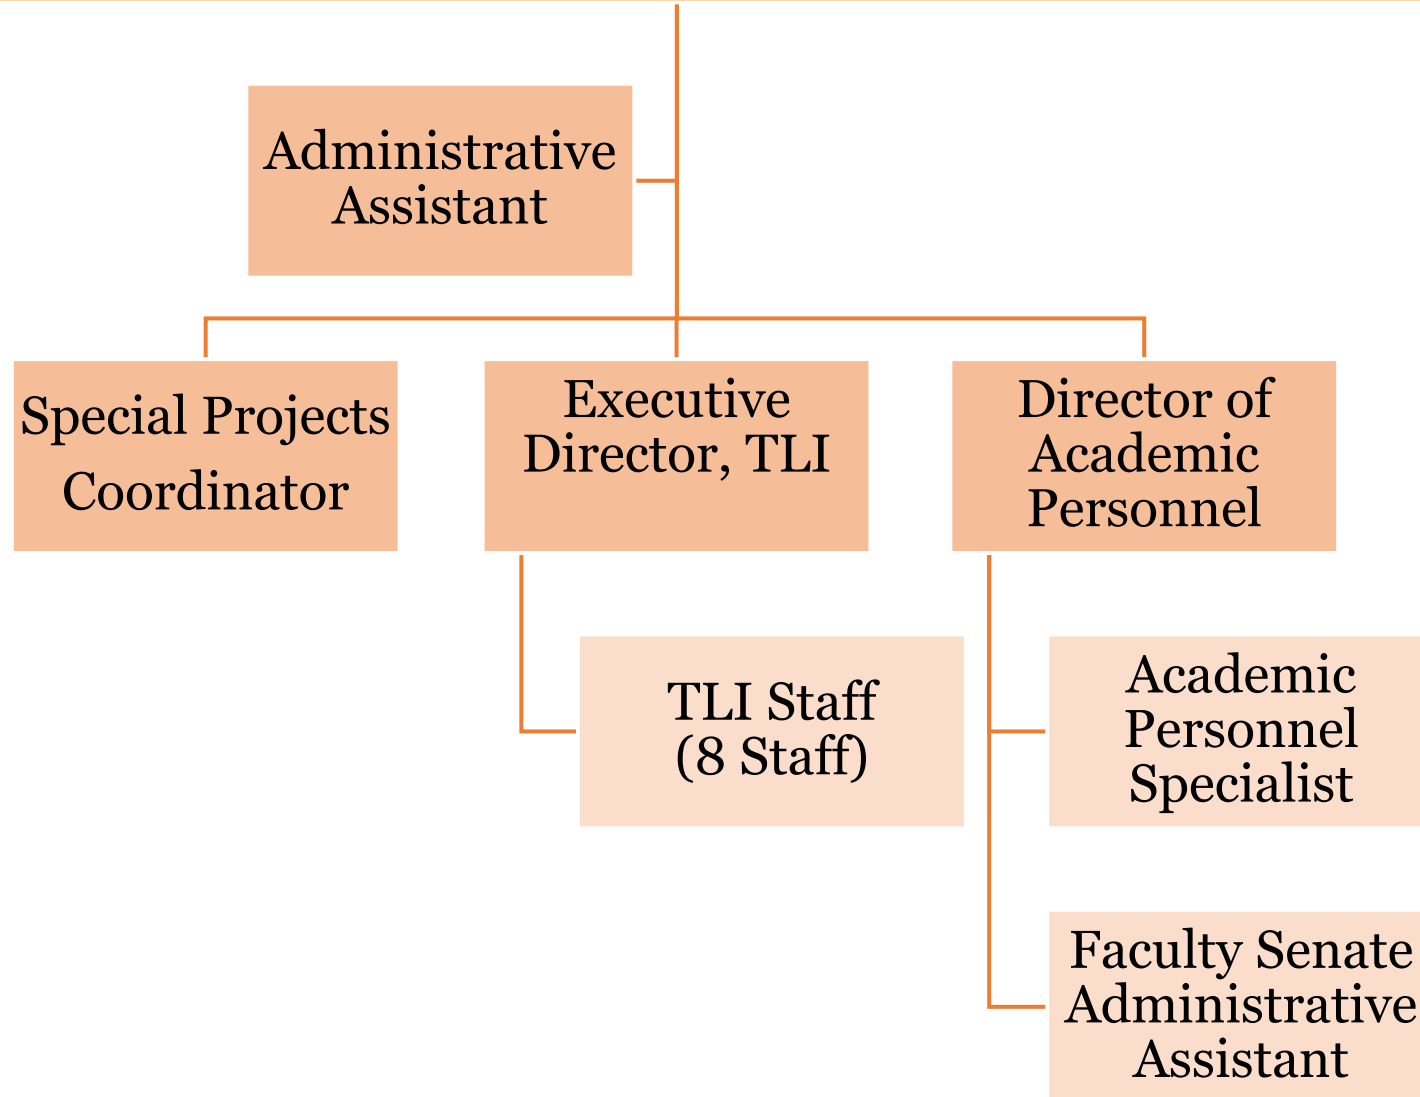 Administrative
Assistant
Special Projects
Coordinator
Executive
Director, TLI
Director of
Academic
Personnel
TLI Staff
(8 Staff)
Academic
Personnel
Specialist
Faculty Senate
Administrative
Assistant